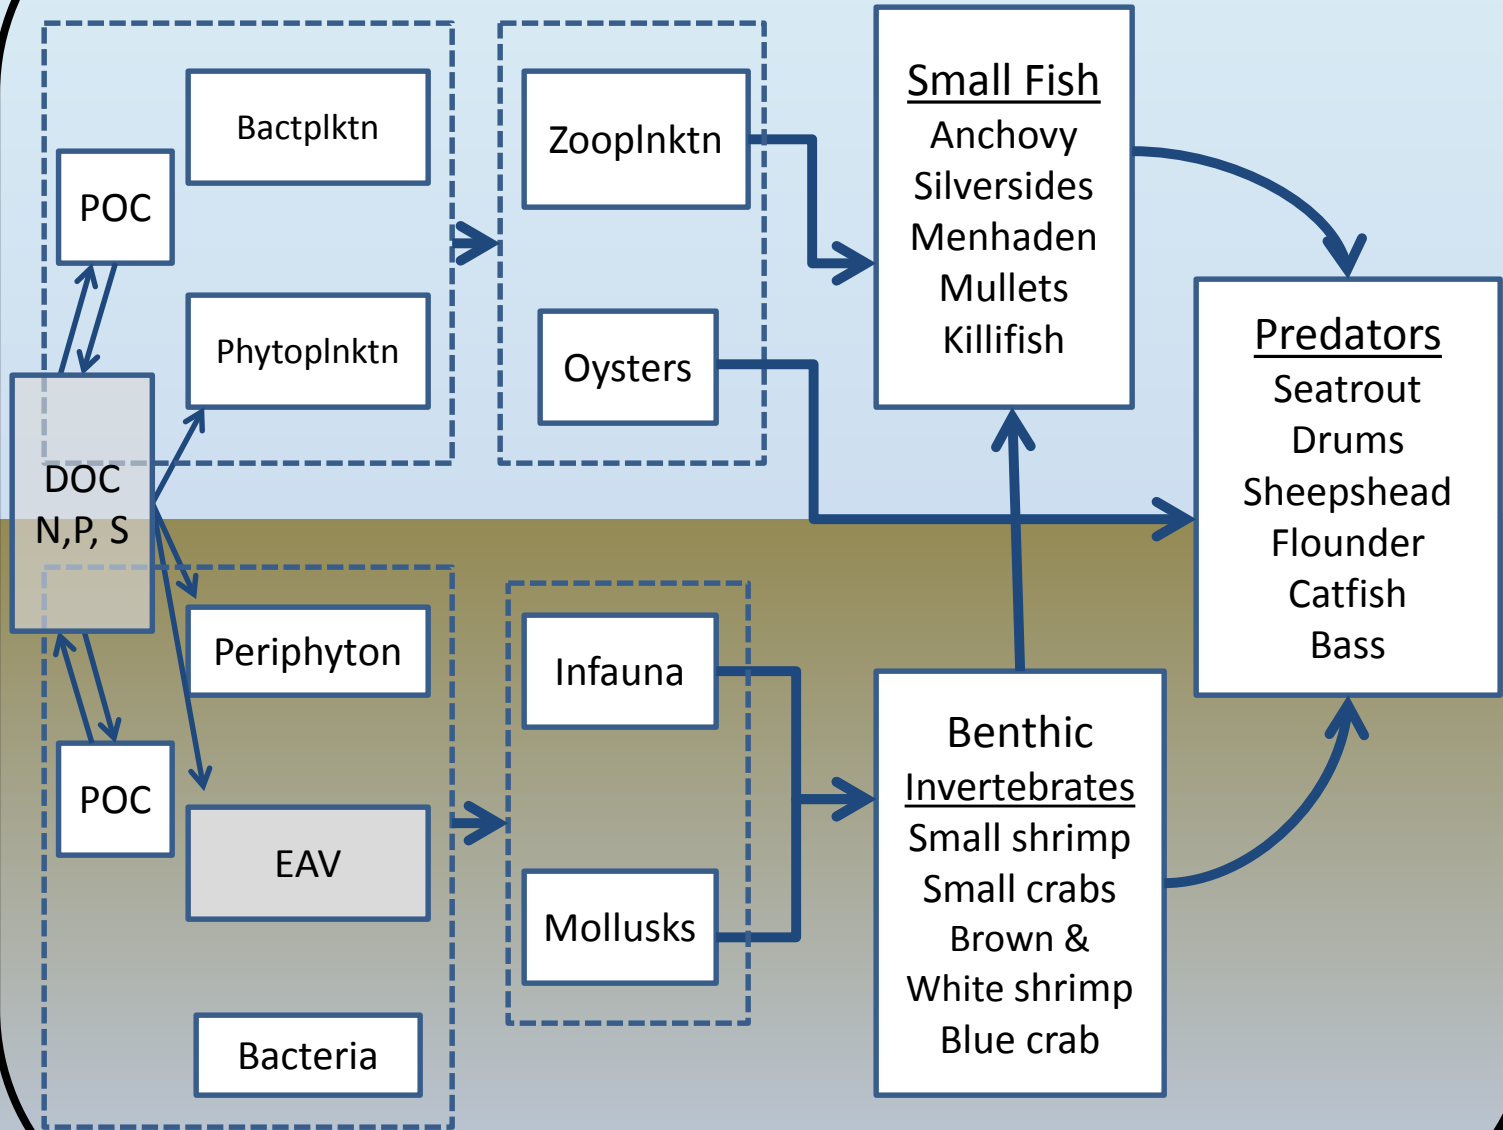 Bactplktn
POC
Phytoplnktn
DOC
N,P, S
Periphyton
POC
EAV
Bacteria
Zooplnktn
Oysters
Infauna
Mollusks
Small Fish
Anchovy
Silversides
Menhaden
Mullets
Killifish
Benthic
Invertebrates
Small shrimp
Small crabs
Brown &
White shrimp
Blue crab
Predators
Seatrout
Drums
Sheepshead
Flounder
Catfish
Bass